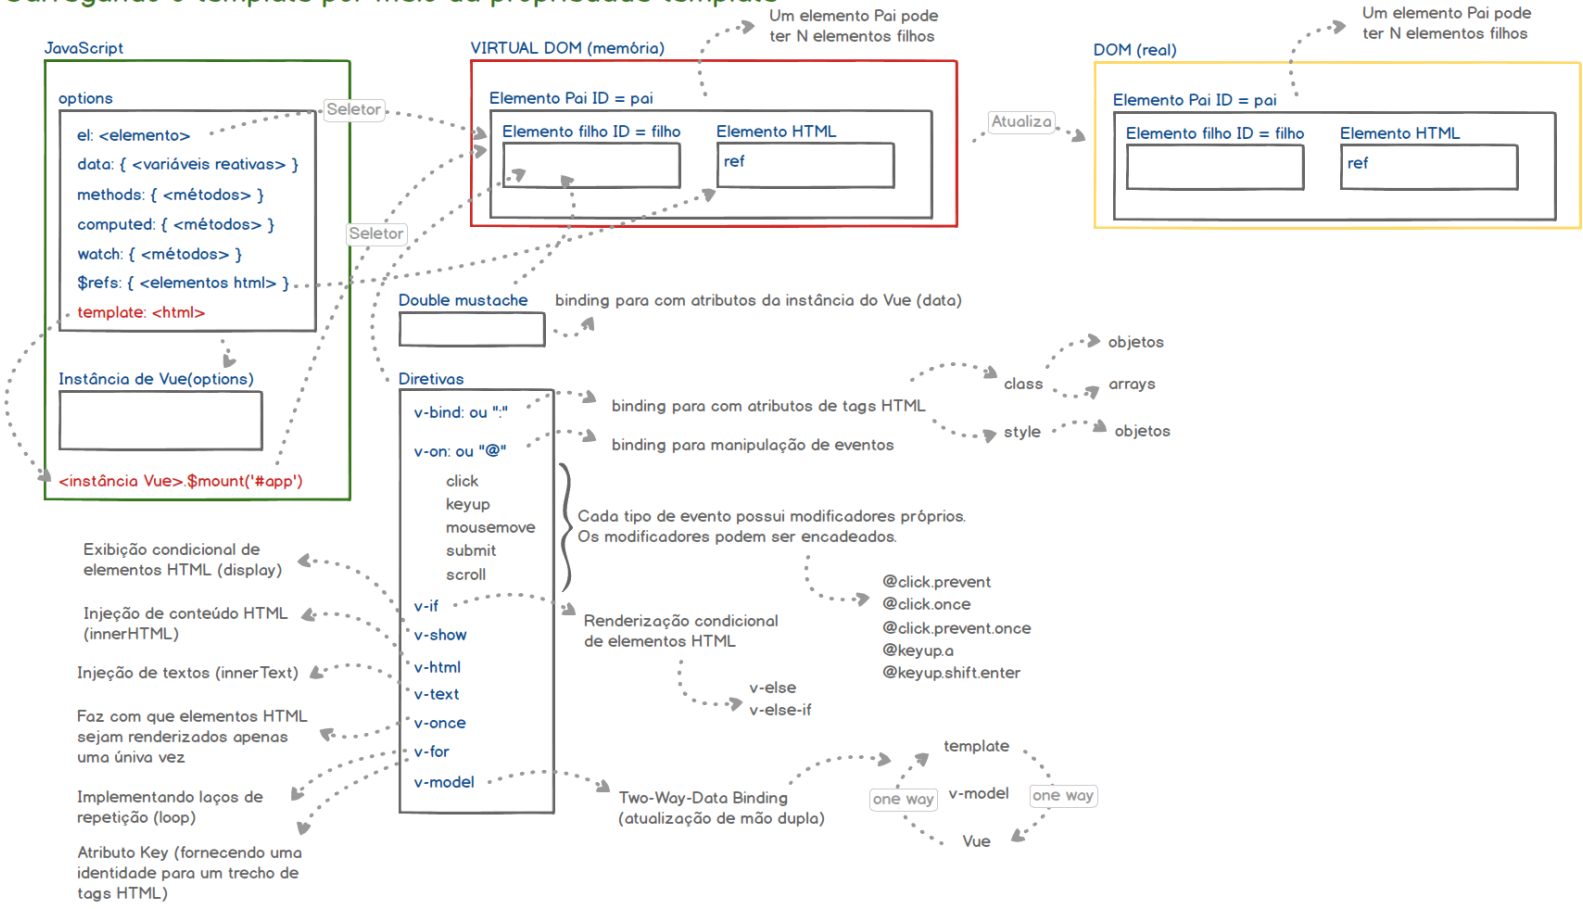 Carregando o template por meio da propriedade template
JavaScript
options
el: <elemento>
data: { <variáveis reativas> }
methods: { <métodos> }
computed: { <métodos> }
watch: { <métodos> }
$refs: { <elementos html> }
template: <html>
Instância de Vue(options)
<instância Vue>.$mount('#app')
Seletor
Seletor
VIRTUAL DOM (memória)
Um elemento Pai pode
ter N elementos filhos
Elemento Pai ID = pai
Elemento filho ID = filho
Elemento HTML
ref
Atualiza
DOM (real)
Um elemento Pai pode
ter N elementos filhos
Elemento Pai ID = pai
Elemento filho ID = filho
Elemento HTML
ref
Double mustache
binding para com atributos da instância do Vue (data)
Diretivas
v-bind: ou ":"
binding para com atributos de tags HTML
class
objetos
arrays
style
objetos
v-on: ou "@"
binding para manipulação de eventos
click
keyup
mousemove
submit
scroll
Cada tipo de evento possui modificadores próprios.
Os modificadores podem ser encadeados.
@click.prevent
@click.once
@click.prevent.once
@keyup.a
@keyup.shift.enter
v-if
Renderização condicional
de elementos HTML
v-else
v-else-if
v-show
Exibição condicional de
elementos HTML (display)
v-html
Injeção de conteúdo HTML
(innerHTML)
v-text
Injeção de textos (innerText)
v-once
Faz com que elementos HTML
sejam renderizados apenas
uma úniva vez
v-for
Implementando laços de
repetição (loop)
Atributo Key (fornecendo uma
identidade para um trecho de
tags HTML)
v-model
Two-Way-Data Binding
(atualização de mão dupla)
template
one way
v-model
one way
Vue